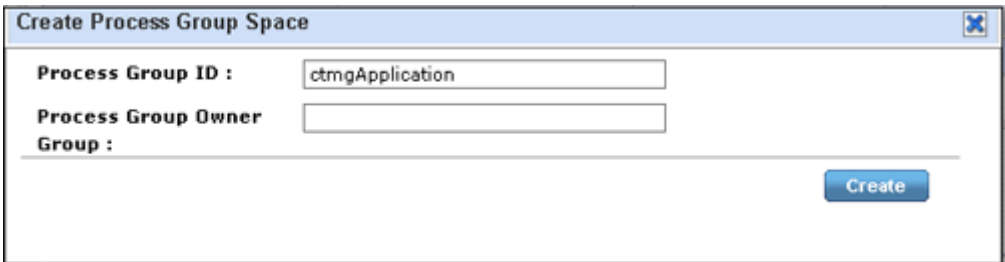 Create Process Group Space
Process Group ID : ctmgApplication
Process Group Owner
Group :
Create